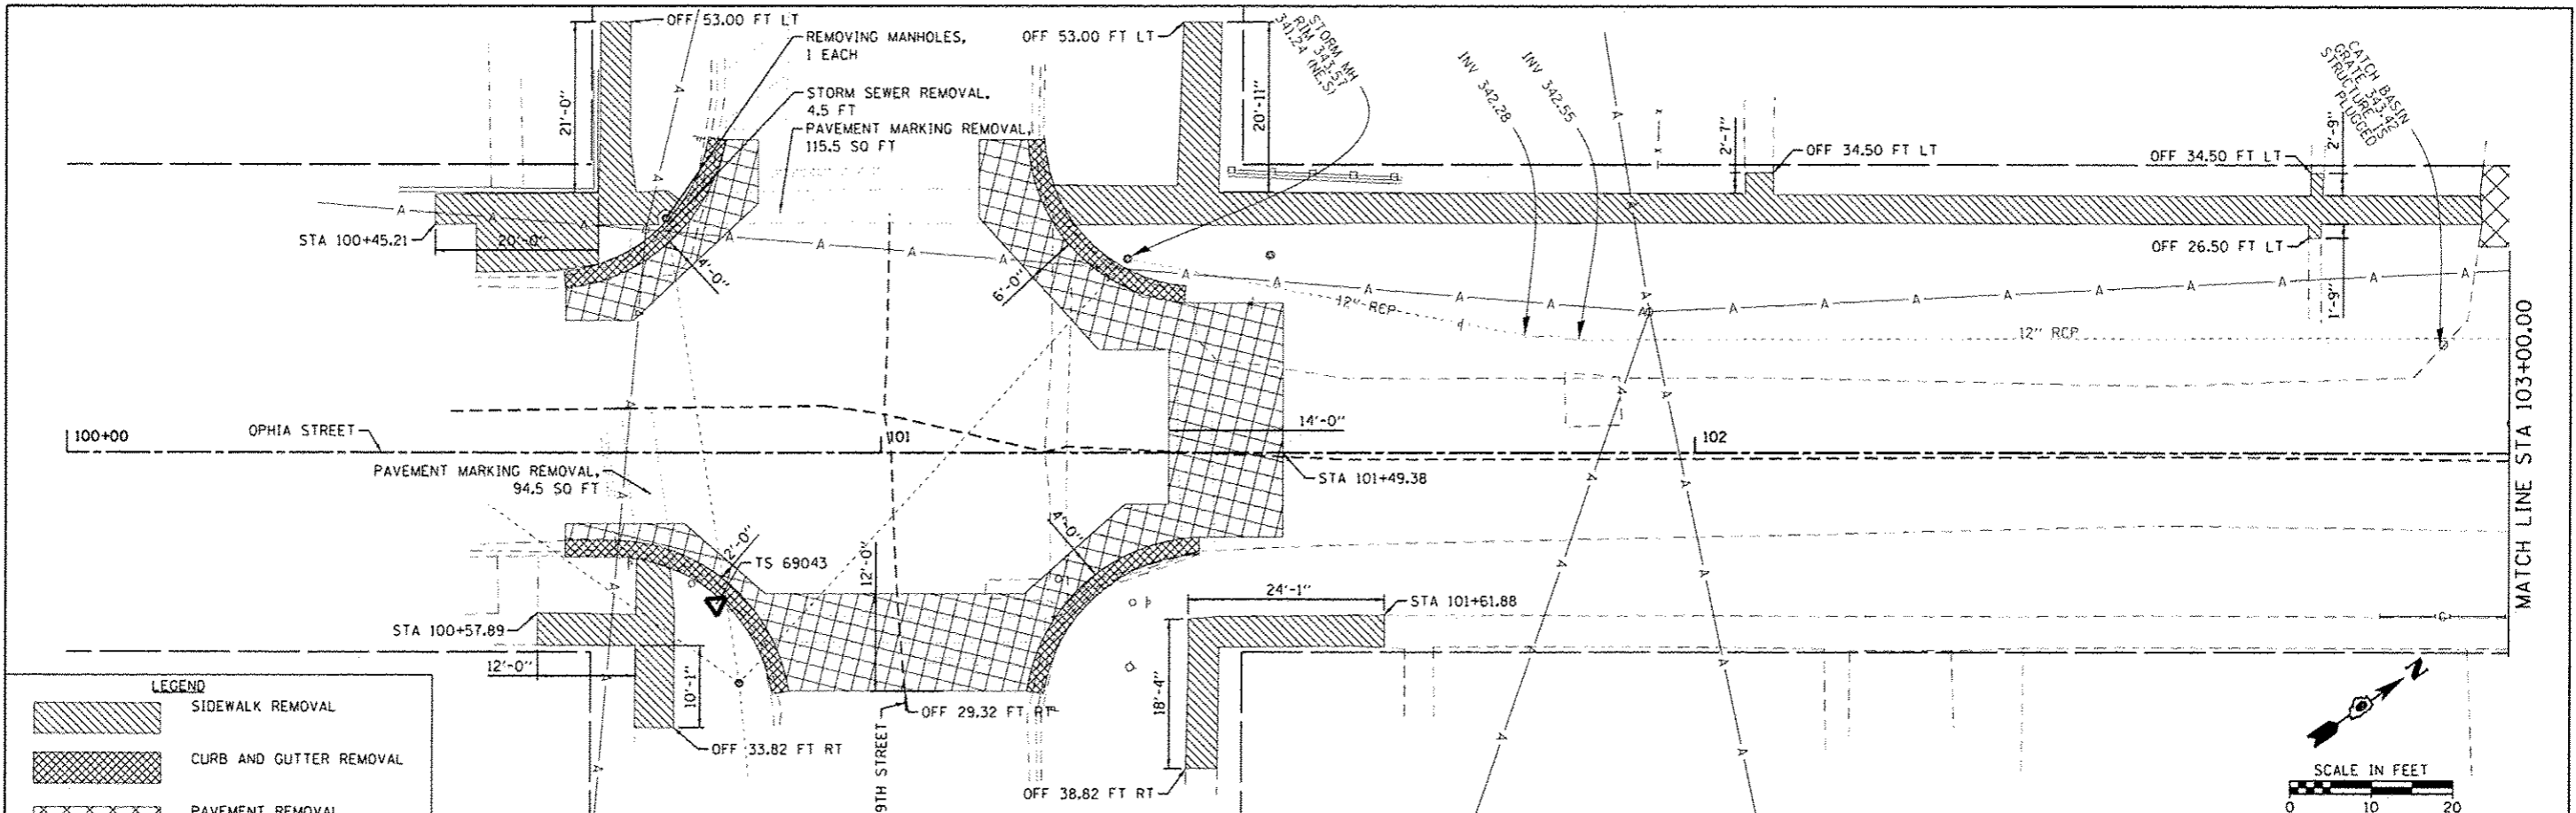 OFF 53.00 FT LT
REMOVING MANHOLES,
1 EACH
STORM SEWER REMOVAL,
4.5 FT
PAVEMENT MARKING REMOVAL,
115.5 SQ FT
21'-0"
OFF 53.00 FT LT
20'-11"
STORM MH
RIM 343.57
341.24 (NE,S)
INV 342.28
INV 342.55
CATCH BASIN
GRATE 343.42
STRUCTURE IS
PLUGGED
2'-7"
OFF 34.50 FT LT
OFF 34.50 FT LT
2'-9"
STA 100+45.21
20'-0"
4'-0"
6'-0"
OFF 26.50 FT LT
1'-9"
12" RCP
12" RCP
100+00
OPHIA STREET
101
14'-0"
102
STA 101+49.38
PAVEMENT MARKING REMOVAL,
94.5 SQ FT
2'-0"
TS 69043
12'-0"
4'-0"
24'-1"
STA 101+61.88
STA 100+57.89
12'-0"
10'-1"
OFF 33.82 FT RT
9TH STREET
OFF 29.32 FT RT
18'-4"
OFF 38.82 FT RT
MATCH LINE STA 103+00.00
N
LEGEND
SIDEWALK REMOVAL
CURB AND GUTTER REMOVAL
PAVEMENT REMOVAL
SCALE IN FEET
0 10 20